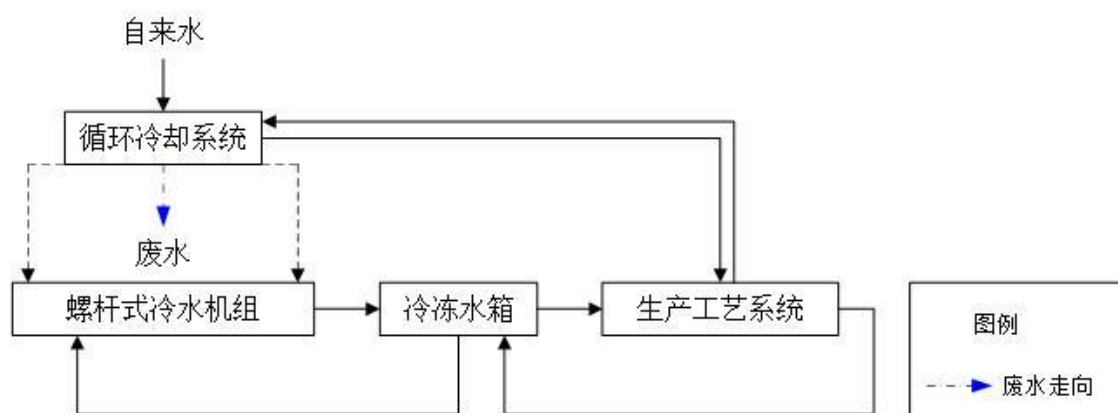 自来水
循环冷却系统
废水
螺杆式冷水机组
冷冻水箱
生产工艺系统
图例
废水走向